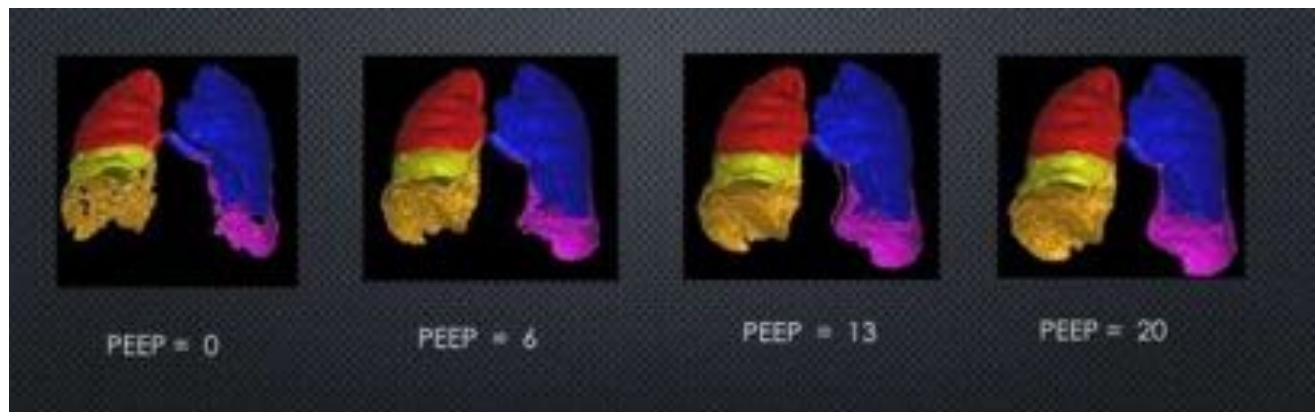 PEEP = 0
PEEP = 6
PEEP = 13
PEEP = 20